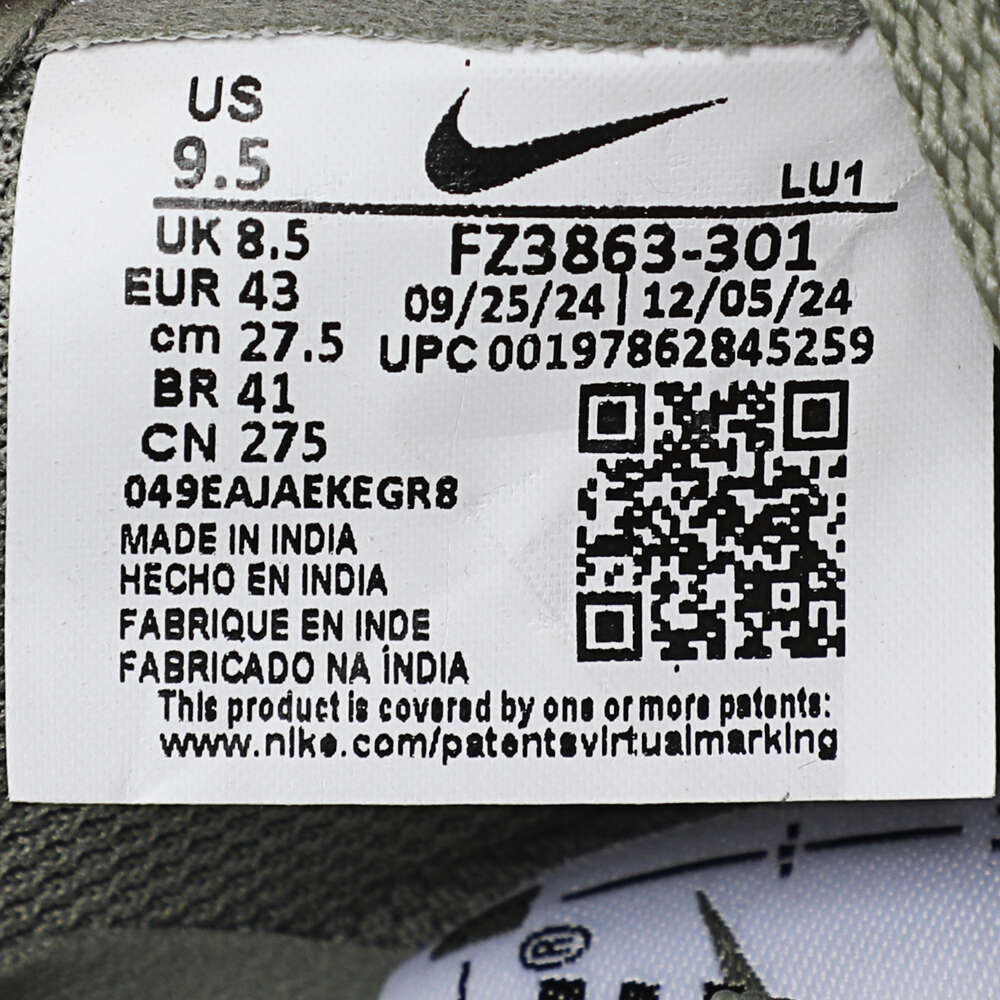 US
9.5
LU1
UK 8.5
EUR 43
cm 27.5
BR 41
CN 275
FZ3863-301
09/25/24 | 12/05/24
UPC 00197862845259
049EAJAEKEGR8
MADE IN INDIA
HECHO EN INDIA
FABRIQUE EN INDE
FABRICADO NA ÍNDIA
This product is covered by one or more patents:
www.nike.com/patentsvirtualmarking
®